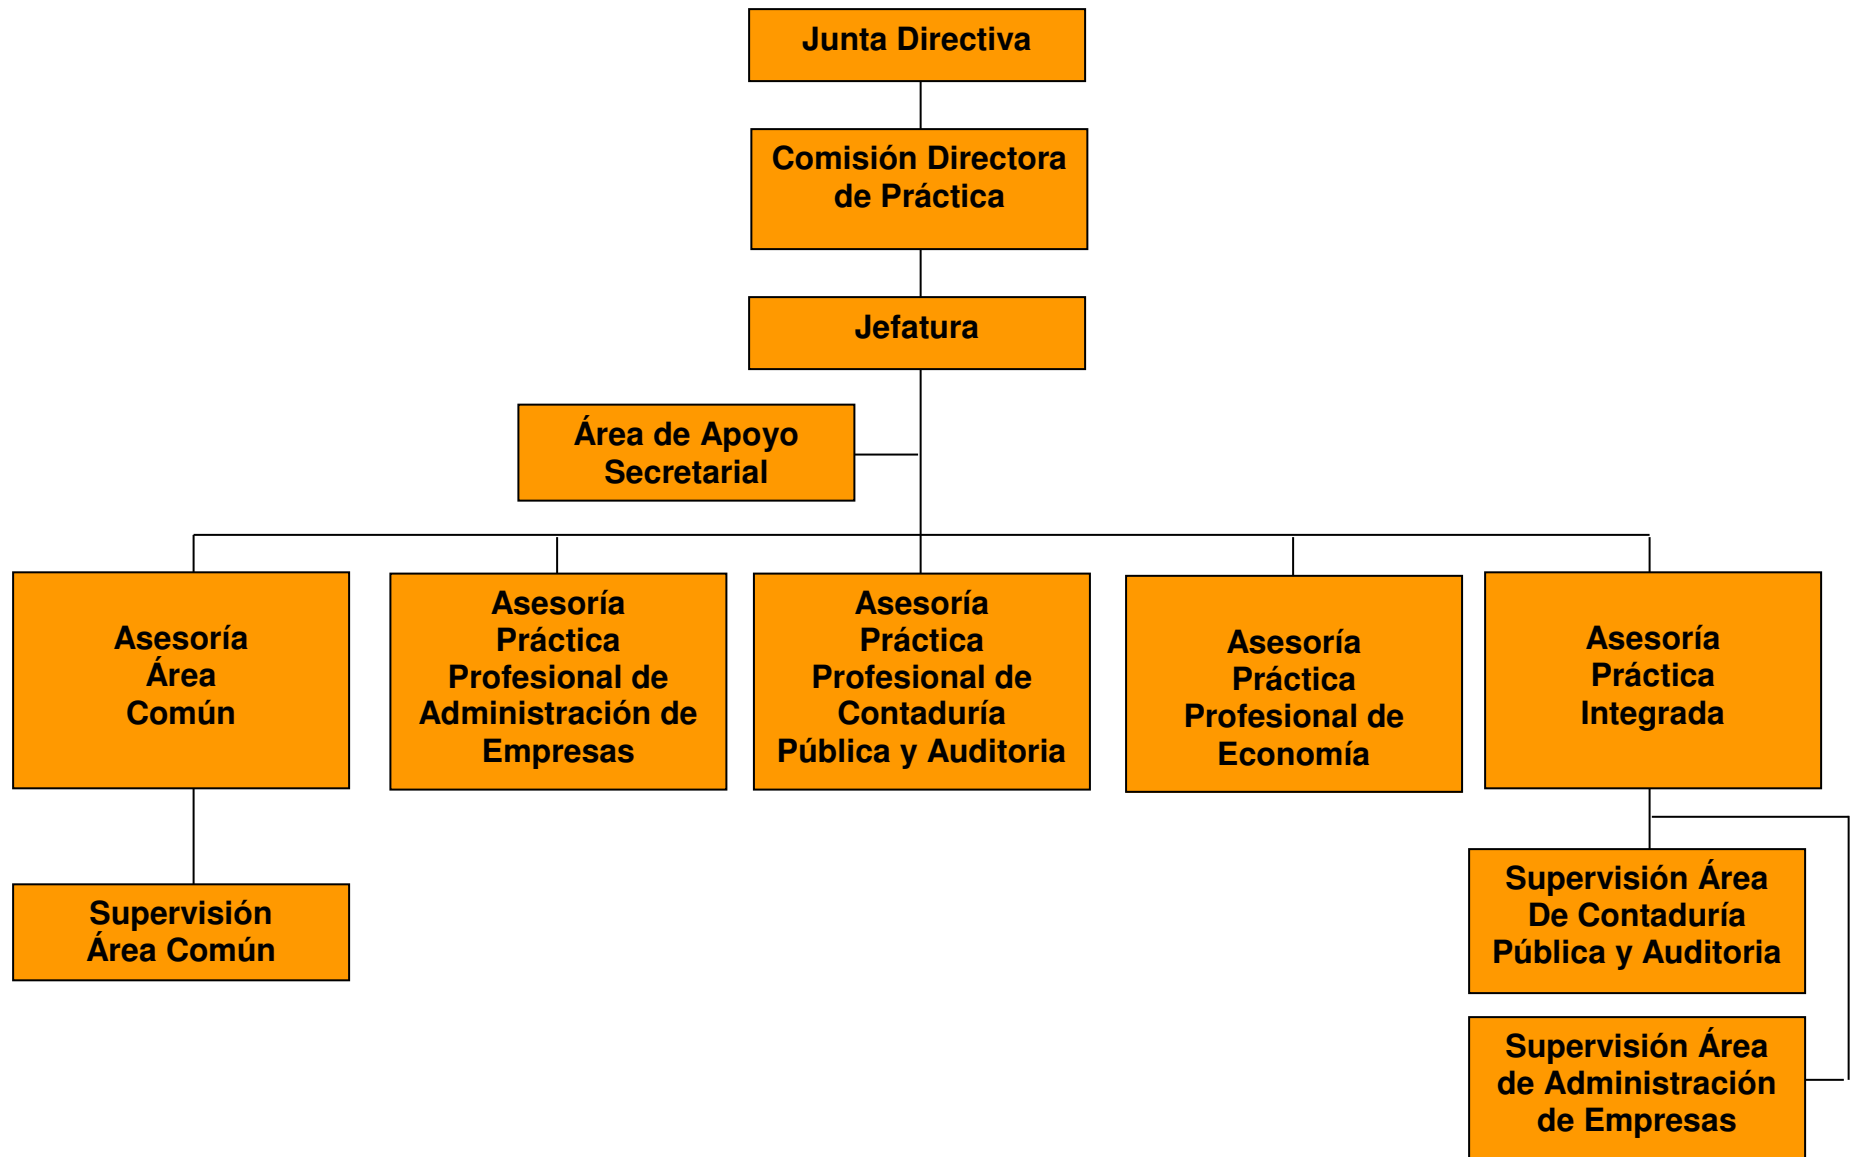 Junta Directiva
Comisión Directora
de Práctica
Jefatura
Área de Apoyo
Secretarial
Asesoría
Área
Común
Asesoría
Práctica
Profesional de
Administración de
Empresas
Asesoría
Práctica
Profesional de
Contaduría
Pública y Auditoria
Asesoría
Práctica
Profesional de
Economía
Asesoría
Práctica
Integrada
Supervisión
Área Común
Supervisión Área
De Contaduría
Pública y Auditoria
Supervisión Área
de Administración
de Empresas